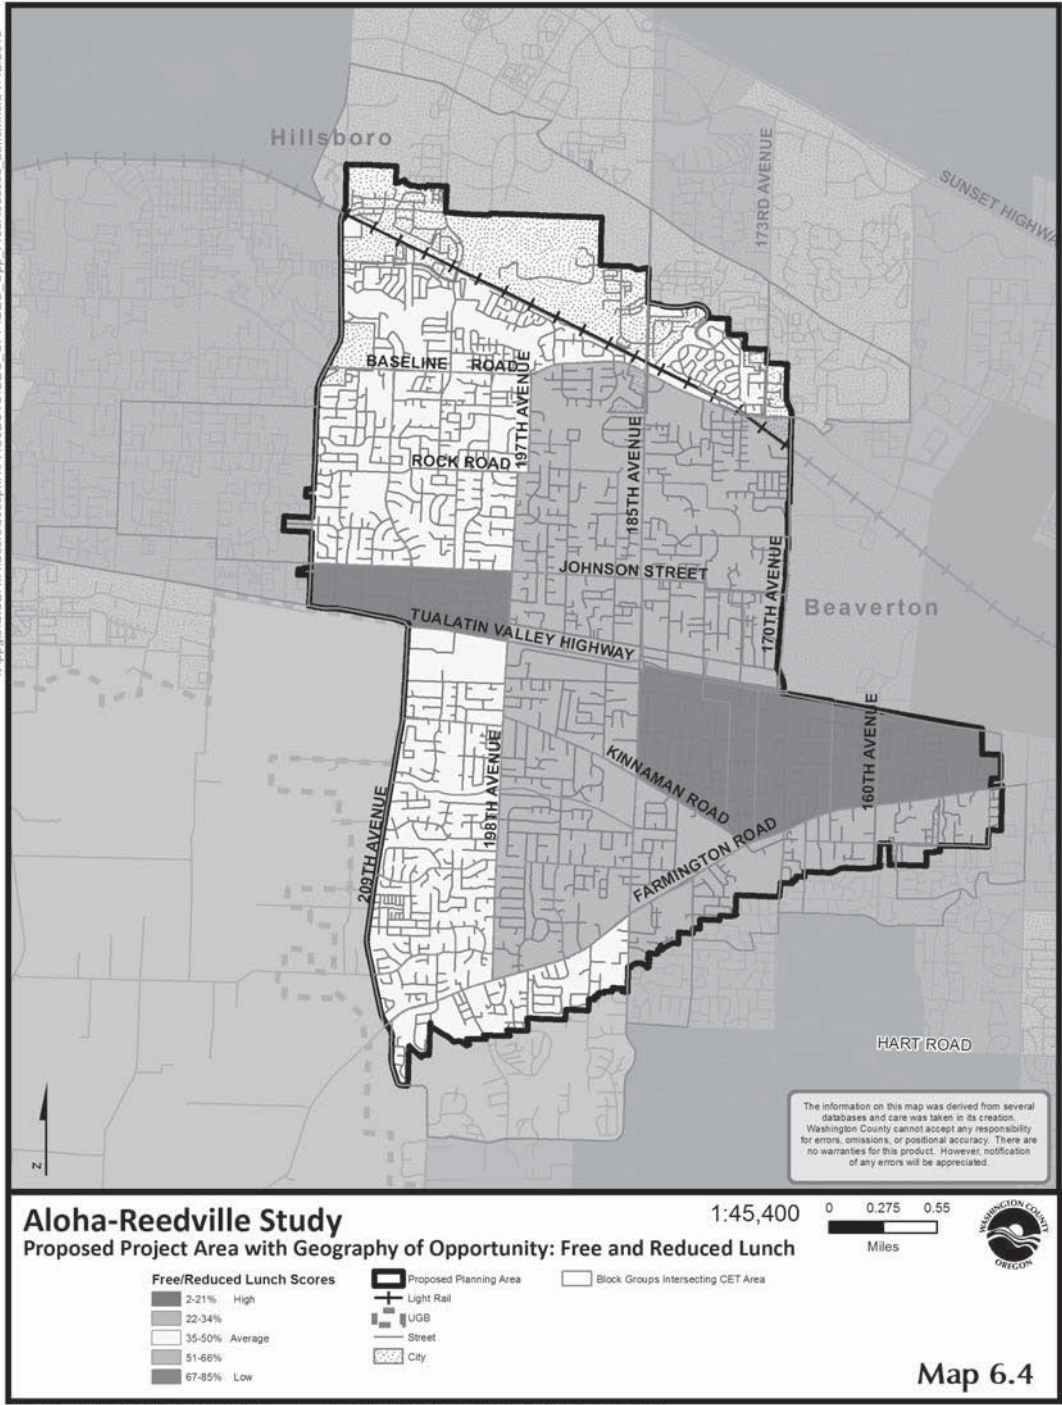 Hillsboro
173RD AVENUE
SUNSET HIGHWA
BASELINE ROAD
197TH AVENUE
ROCK ROAD
185TH AVENUE
JOHNSON STREET
170TH AVENUE
Beaverton
TUALATIN VALLEY HIGHWAY
160TH AVENUE
KINNAMAN ROAD
198TH AVENUE
209TH AVENUE
FARMINGTON ROAD
HART ROAD
The information on this map was derived from several
databases and care was taken in its creation.
Washington County cannot accept any responsibility
for errors, omissions, or positional accuracy. There are
no warranties for this product. However, notification
of any errors will be appreciated.
N
Aloha-Reedville Study
Proposed Project Area with Geography of Opportunity: Free and Reduced Lunch
1:45,400
0 0.275 0.55
Miles
WASHINGTON COUNTY
OREGON
Free/Reduced Lunch Scores
2-21% High
22-34%
35-50% Average
51-66%
67-85% Low
Proposed Planning Area
Light Rail
UGB
Street
City
Block Groups Intersecting CET Area
Map 6.4